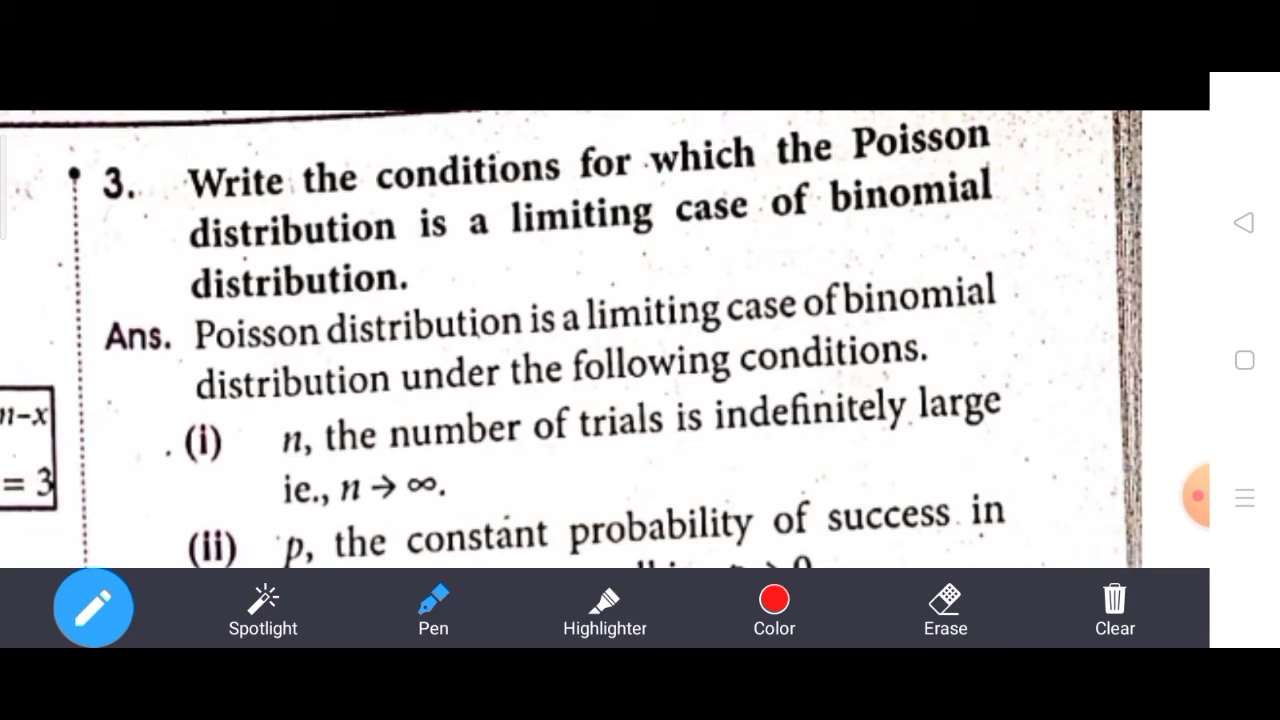 3. Write the conditions for which the Poisson
distribution is a limiting case of binomial
distribution.
Ans. Poisson distribution is a limiting case of binomial
distribution under the following conditions.
(i) n, the number of trials is indefinitely large
ie., n → ∞.
(ii) p, the constant probability of success in
n−x
= 3
Spotlight
Pen
Highlighter
Color
Erase
Clear